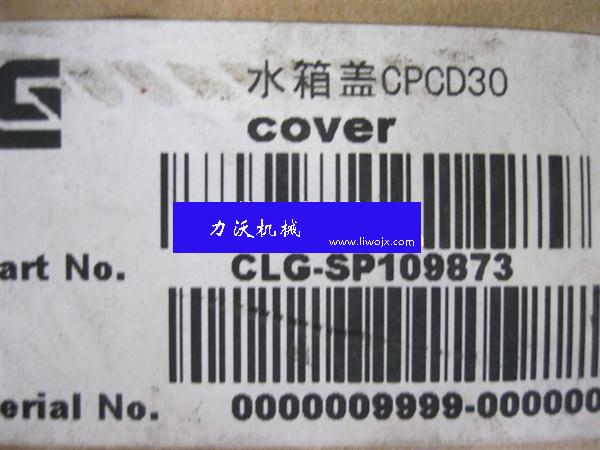 水箱盖CPCD30
cover
力沃机械
www.liwojx.com
art No. CLG-SP109873
erial No. 0000009999-000000